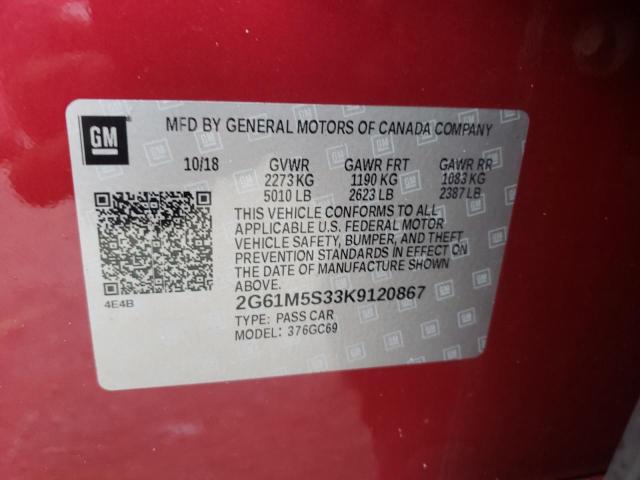 GM
MFD BY GENERAL MOTORS OF CANADA COMPANY
10/18 GVWR GAWR FRT GAWR RR
2273 KG 1190 KG 1083 KG
5010 LB 2623 LB 2387 LB
THIS VEHICLE CONFORMS TO ALL
APPLICABLE U.S. FEDERAL MOTOR
VEHICLE SAFETY, BUMPER, AND THEFT
PREVENTION STANDARDS IN EFFECT ON
THE DATE OF MANUFACTURE SHOWN
ABOVE.
4E4B
2G61M5S33K9120867
TYPE: PASS CAR
MODEL: 376GC69